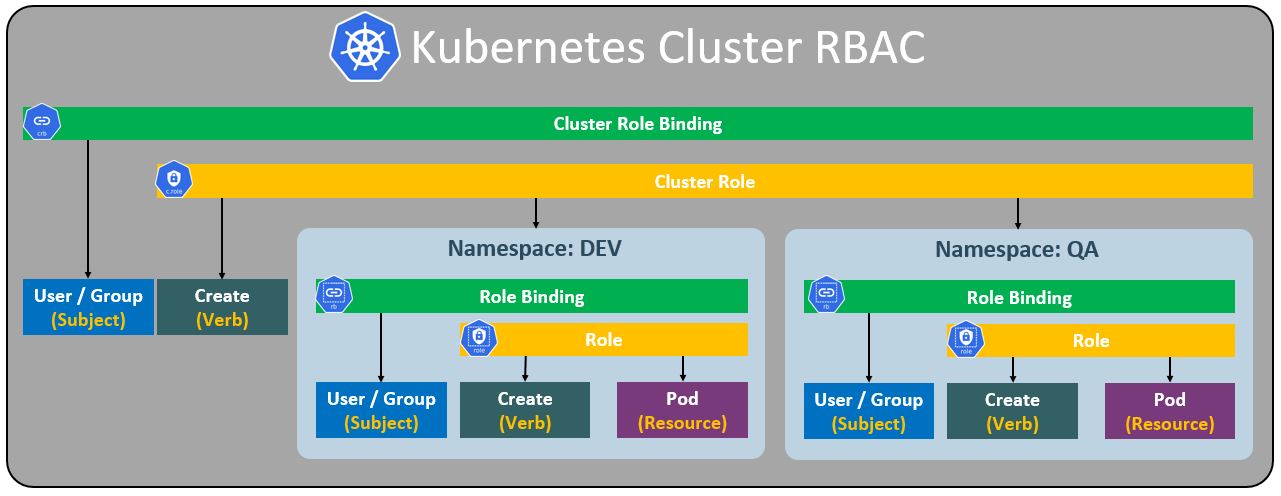 Kubernetes Cluster RBAC
crb
Cluster Role Binding
c.role
Cluster Role
User / Group
(Subject)
Create
(Verb)
Namespace: DEV
rb
Role Binding
role
Role
User / Group
(Subject)
Create
(Verb)
Pod
(Resource)
Namespace: QA
rb
Role Binding
role
Role
User / Group
(Subject)
Create
(Verb)
Pod
(Resource)